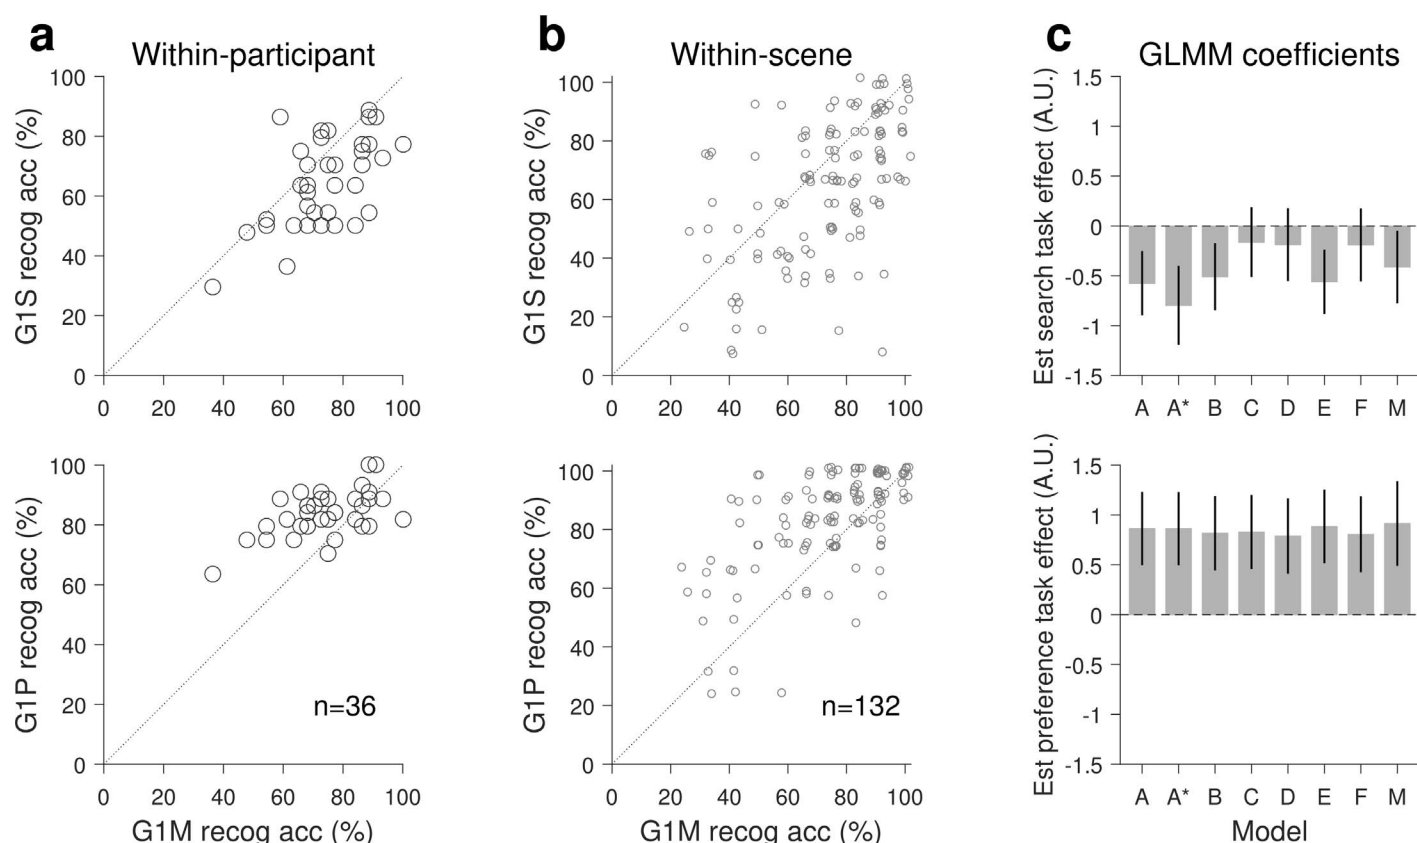 a
Within-participant
G1S recog acc (%)
100
80
60
40
20
0
0 20 40 60 80 100
G1P recog acc (%)
100
80
60
40
20
0
n=36
0 20 40 60 80 100
G1M recog acc (%)
b
Within-scene
G1S recog acc (%)
100
80
60
40
20
0
0 20 40 60 80 100
G1P recog acc (%)
100
80
60
40
20
0
n=132
0 20 40 60 80 100
G1M recog acc (%)
c
GLMM coefficients
Est search task effect (A.U.)
1.5
1
0.5
0
-0.5
-1
-1.5
A A* B C D E F M
Est preference task effect (A.U.)
1.5
1
0.5
0
-0.5
-1
-1.5
A A* B C D E F M
Model